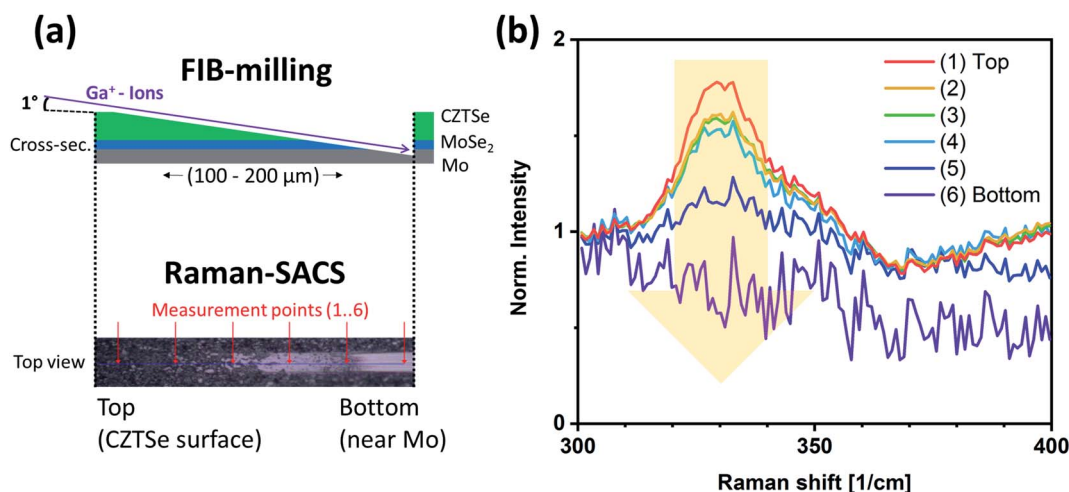 (a)
FIB-milling
Ga⁺- Ions
1°
CZTSe
Cross-sec.
MoSe₂
Mo
(100 - 200 µm)
Raman-SACS
Measurement points (1..6)
Top view
Top
(CZTSe surface)
Bottom
(near Mo)
(b)
2
1
0
Norm. Intensity
(1) Top
(2)
(3)
(4)
(5)
(6) Bottom
300
350
400
Raman shift [1/cm]